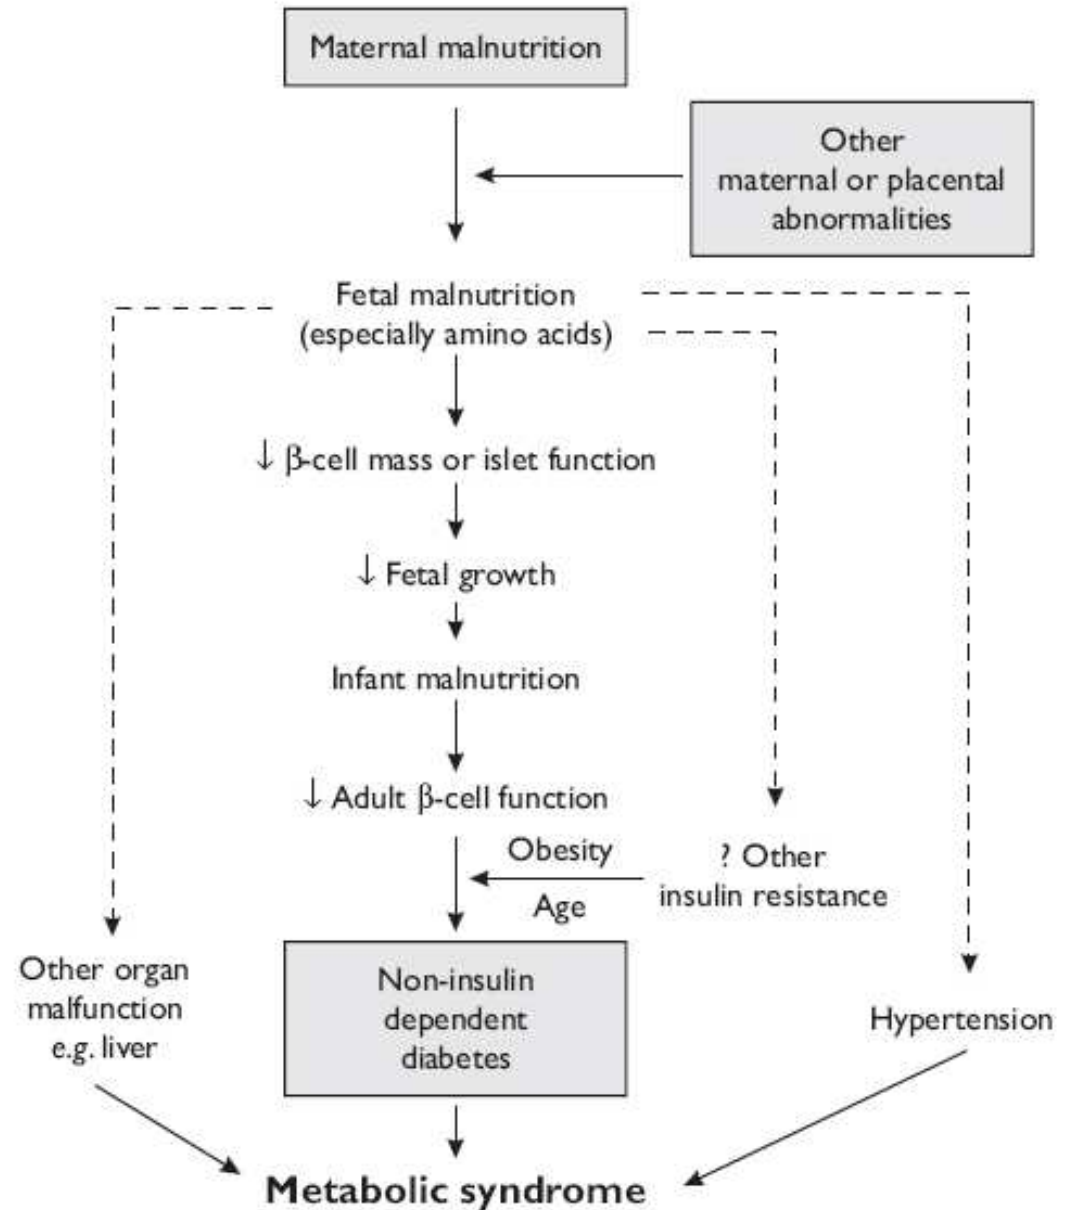 Maternal malnutrition
Other
maternal or placental
abnormalities
Fetal malnutrition
(especially amino acids)
↓ β-cell mass or islet function
↓ Fetal growth
Infant malnutrition
↓ Adult β-cell function
Obesity
Age
? Other
insulin resistance
Other organ
malfunction
e.g. liver
Non-insulin
dependent
diabetes
Hypertension
Metabolic syndrome